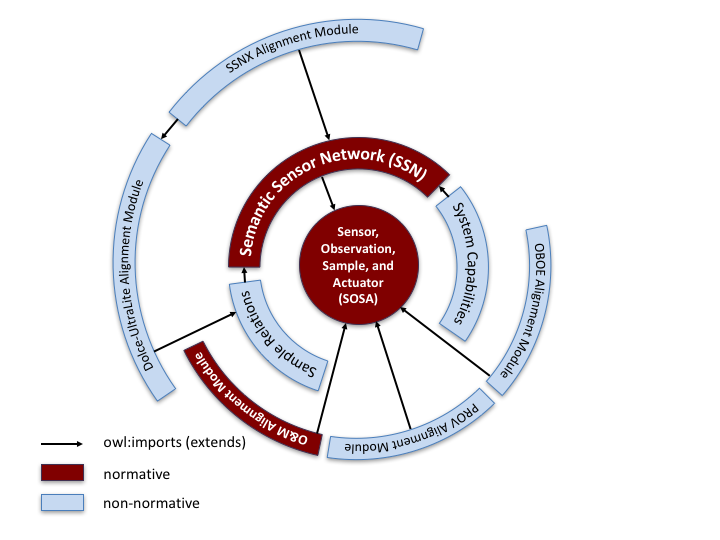 SSNX Alignment Module
Semantic Sensor Network (SSN)
Dolce-UltraLite Alignment Module
System Capabilities
OBOE Alignment Module
Sensor,
Observation,
Sample, and
Actuator
(SOSA)
Sample Relations
O&M Alignment Module
PROV Alignment Module
owl:imports (extends)
normative
non-normative